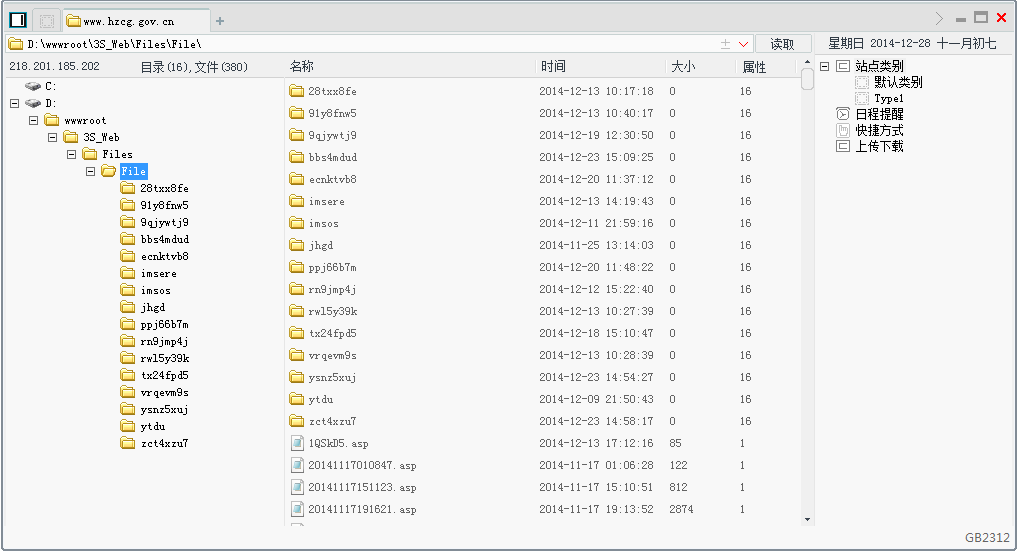 www.hzcg.gov.cn
D:\wwwroot\3S_Web\Files\File\ 读取 星期日 2014-12-28 十一月初七
218.201.185.202 目录(16),文件(380) 名称 时间 大小 属性
C:
D:
wwwroot
3S_Web
Files
File
28txx8fe
91y8fnw5
9qjywtj9
bbs4mdud
ecnktvb8
imsere
imsos
jhgd
ppj66b7m
rn9jmp4j
rwl5y39k
tx24fpd5
vrqevm9s
ysnz5xuj
ytdu
zct4xzu7
28txx8fe 2014-12-13 10:17:18 0 16
91y8fnw5 2014-12-13 10:40:17 0 16
9qjywtj9 2014-12-19 12:30:50 0 16
bbs4mdud 2014-12-23 15:09:25 0 16
ecnktvb8 2014-12-20 11:37:12 0 16
imsere 2014-12-13 14:19:43 0 16
imsos 2014-12-11 21:59:16 0 16
jhgd 2014-11-25 13:14:03 0 16
ppj66b7m 2014-12-20 11:48:22 0 16
rn9jmp4j 2014-12-12 15:22:40 0 16
rwl5y39k 2014-12-13 10:27:39 0 16
tx24fpd5 2014-12-18 15:10:47 0 16
vrqevm9s 2014-12-13 10:28:39 0 16
ysnz5xuj 2014-12-23 14:54:27 0 16
ytdu 2014-12-09 21:50:43 0 16
zct4xzu7 2014-12-23 14:58:17 0 16
1QSkD5.asp 2014-12-13 17:12:16 85 1
20141117010847.asp 2014-11-17 01:06:28 122 1
20141117151123.asp 2014-11-17 15:10:51 812 1
20141117191621.asp 2014-11-17 19:13:52 2874 1
站点类别
默认类别
Type1
日程提醒
快捷方式
上传下载
GB2312